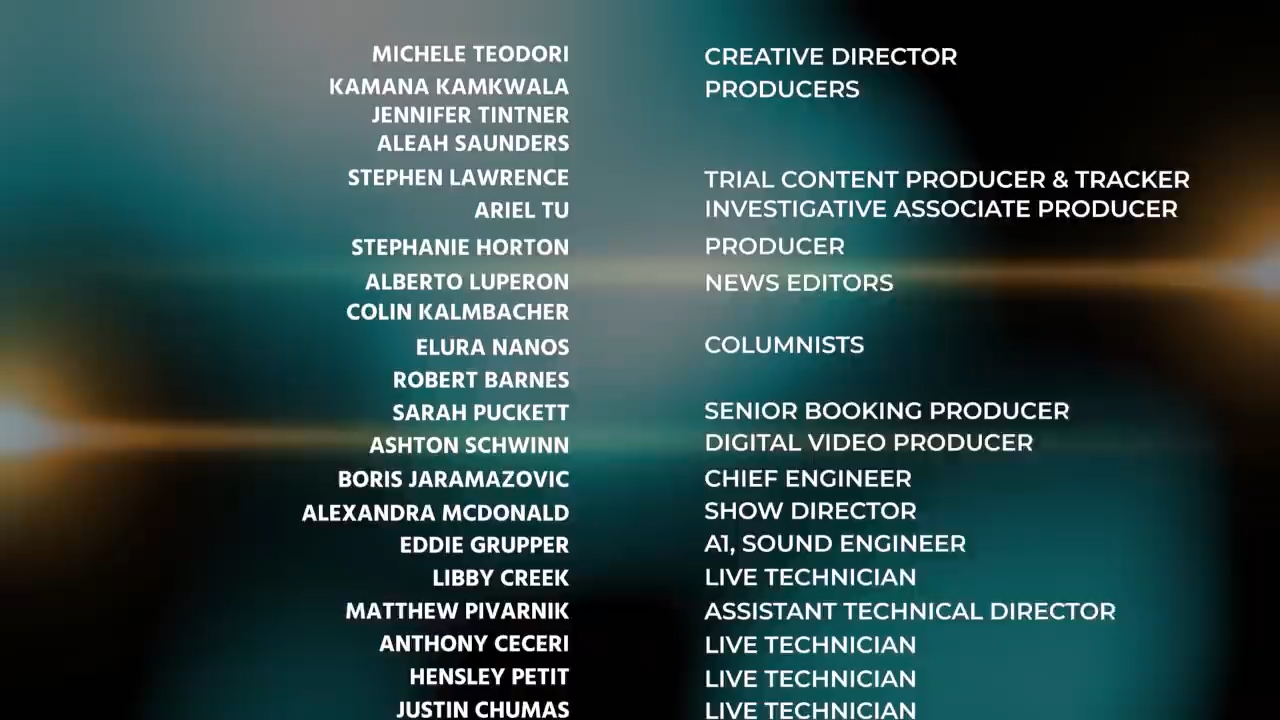 MICHELE TEODORI CREATIVE DIRECTOR
KAMANA KAMKWALA PRODUCERS
JENNIFER TINTNER
ALEAH SAUNDERS
STEPHEN LAWRENCE TRIAL CONTENT PRODUCER & TRACKER
ARIEL TU INVESTIGATIVE ASSOCIATE PRODUCER
STEPHANIE HORTON PRODUCER
ALBERTO LUPERON NEWS EDITORS
COLIN KALMBACHER
ELURA NANOS COLUMNISTS
ROBERT BARNES
SARAH PUCKETT SENIOR BOOKING PRODUCER
ASHTON SCHWINN DIGITAL VIDEO PRODUCER
BORIS JARAMAZOVIC CHIEF ENGINEER
ALEXANDRA MCDONALD SHOW DIRECTOR
EDDIE GRUPPER A1, SOUND ENGINEER
LIBBY CREEK LIVE TECHNICIAN
MATTHEW PIVARNIK ASSISTANT TECHNICAL DIRECTOR
ANTHONY CECERI LIVE TECHNICIAN
HENSLEY PETIT LIVE TECHNICIAN
JUSTIN CHUMAS LIVE TECHNICIAN